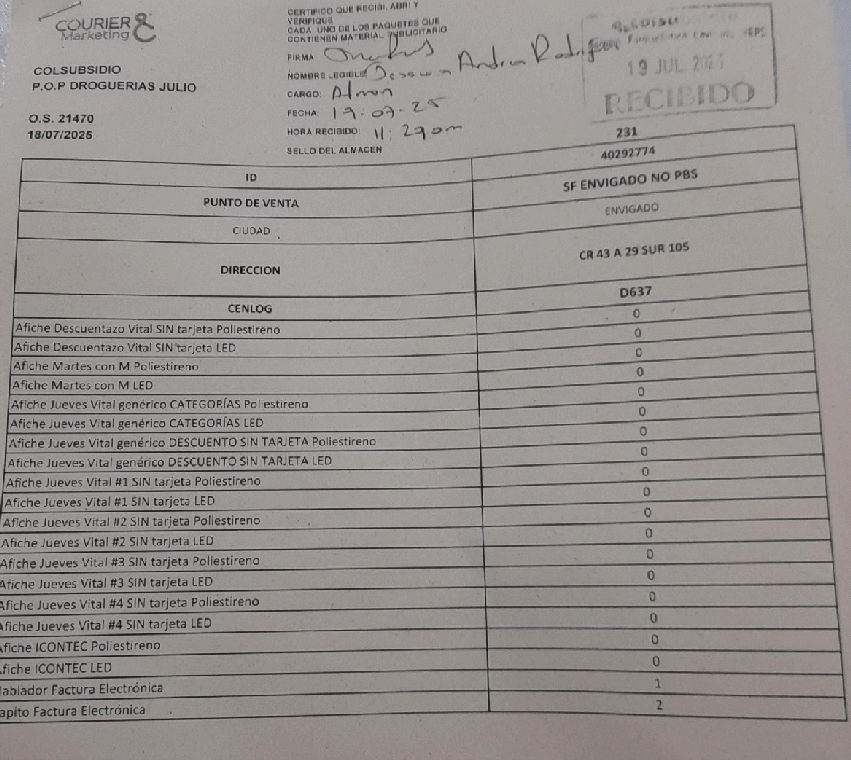 COURIER &
Marketing
COLSUBSIDIO
P.O.P DROGUERIAS JULIO
O.S. 21470
18/07/2025
CERTIFICO QUE RECIBI, ABRI Y
VERIFIQUE
CADA UNO DE LOS PAQUETES QUE
CONTIENEN MATERIAL PUBLICITARIO
FIRMA
NOMBRE LEGIBLE Andrea Rodriguez
CARGO: Admon
FECHA: 19-07-25
HORA RECIBIDO: 11:29am
SELLO DEL ALMACEN
19 JUL 2025
RECIBIDO
231
ID 40292774
PUNTO DE VENTA SF ENVIGADO NO PBS
CIUDAD ENVIGADO
DIRECCION CR 43 A 29 SUR 105
CENLOG D637
Afiche Descuentazo Vital SIN tarjeta Poliestireno 0
Afiche Descuentazo Vital SIN tarjeta LED 0
Afiche Martes con M Poliestireno 0
Afiche Martes con M LED 0
Afiche Jueves Vital genérico CATEGORÍAS Poliestireno 0
Afiche Jueves Vital genérico CATEGORÍAS LED 0
Afiche Jueves Vital genérico DESCUENTO SIN TARJETA Poliestireno 0
Afiche Jueves Vital genérico DESCUENTO SIN TARJETA LED 0
Afiche Jueves Vital #1 SIN tarjeta Poliestireno 0
Afiche Jueves Vital #1 SIN tarjeta LED 0
Afiche Jueves Vital #2 SIN tarjeta Poliestireno 0
Afiche Jueves Vital #2 SIN tarjeta LED 0
Afiche Jueves Vital #3 SIN tarjeta Poliestireno 0
Afiche Jueves Vital #3 SIN tarjeta LED 0
Afiche Jueves Vital #4 SIN tarjeta Poliestireno 0
Afiche Jueves Vital #4 SIN tarjeta LED 0
Afiche ICONTEC Poliestireno 0
Afiche ICONTEC LED 0
Hablador Factura Electrónica 1
apito Factura Electrónica 2